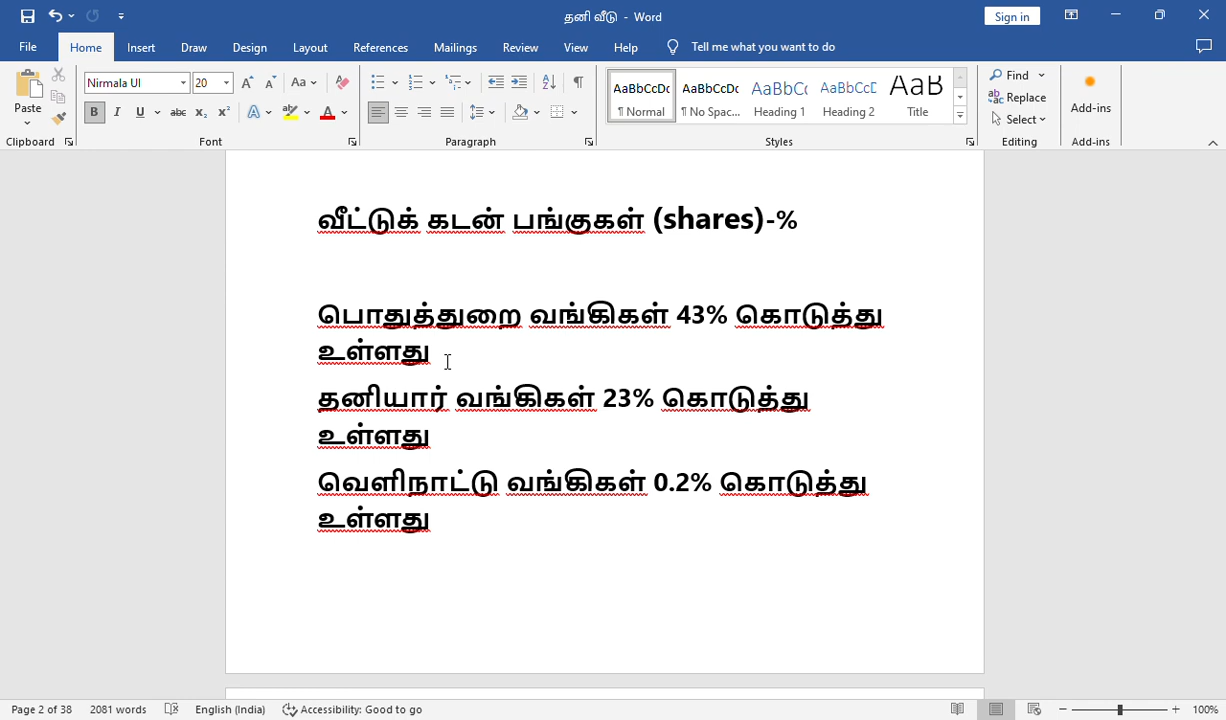 தனி வீடு - Word
Sign in
File Home Insert Draw Design Layout References Mailings Review View Help Tell me what you want to do
Paste
Nirmala UI 20
AaBbCcDc AaBbCcDc AaBbCc AaBbCcD AaB
¶ Normal ¶ No Spac... Heading 1 Heading 2 Title
Find
Replace
Select
Add-ins
Clipboard Font Paragraph Styles Editing Add-ins
வீட்டுக் கடன் பங்குகள் (shares)-%
பொதுத்துறை வங்கிகள் 43% கொடுத்து
உள்ளது
தனியார் வங்கிகள் 23% கொடுத்து
உள்ளது
வெளிநாட்டு வங்கிகள் 0.2% கொடுத்து
உள்ளது
Page 2 of 38 2081 words English (India) Accessibility: Good to go 100%